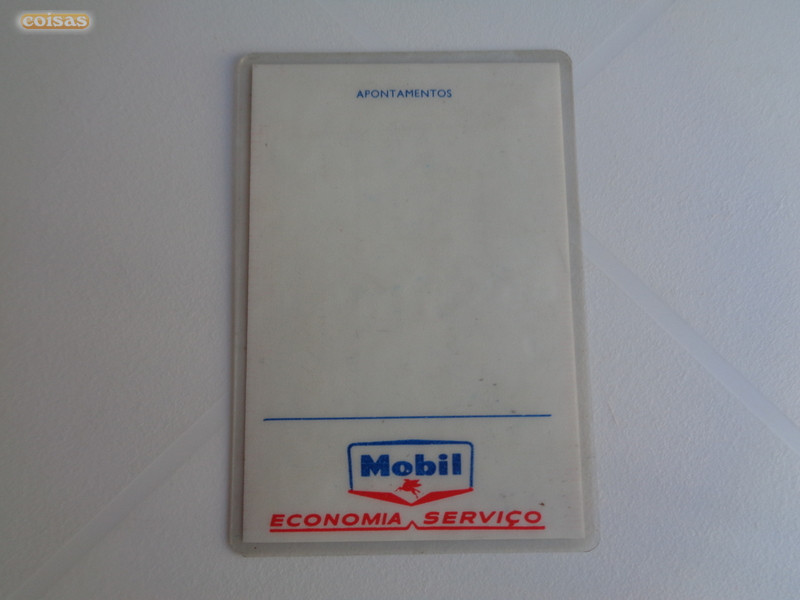 coisas
APONTAMENTOS
Mobil
ECONOMIA SERVIÇO